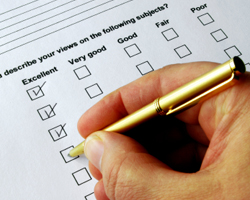 describe your views on the following subjects?
Excellent
Very good
Good
Fair
Poor